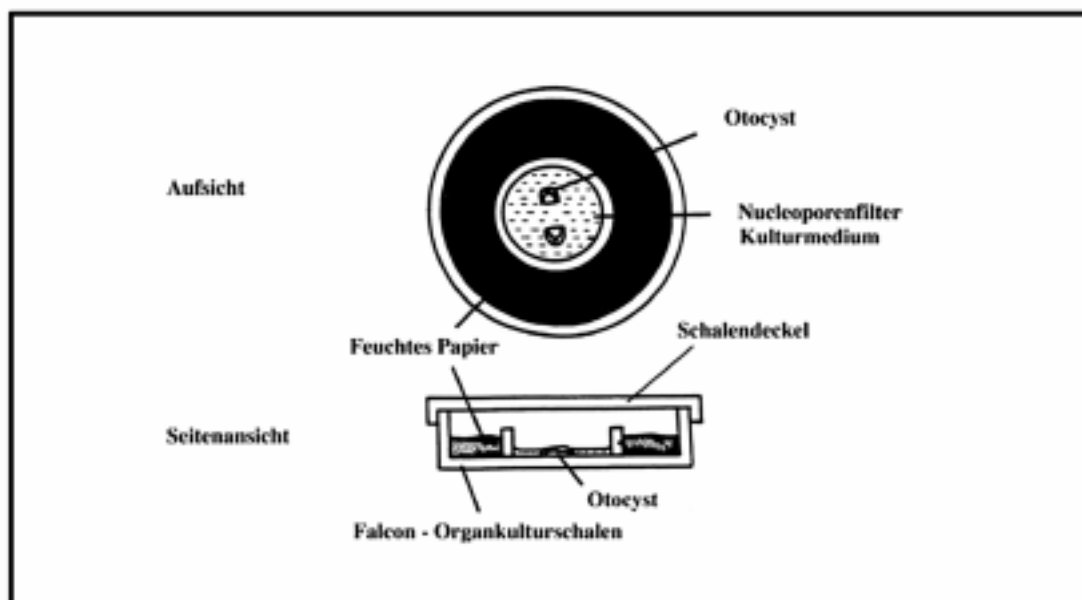 Otocyst
Aufsicht
Nucleoporenfilter
Kulturmedium
Schalendeckel
Feuchtes Papier
Seitenansicht
Otocyst
Falcon - Organkulturschalen